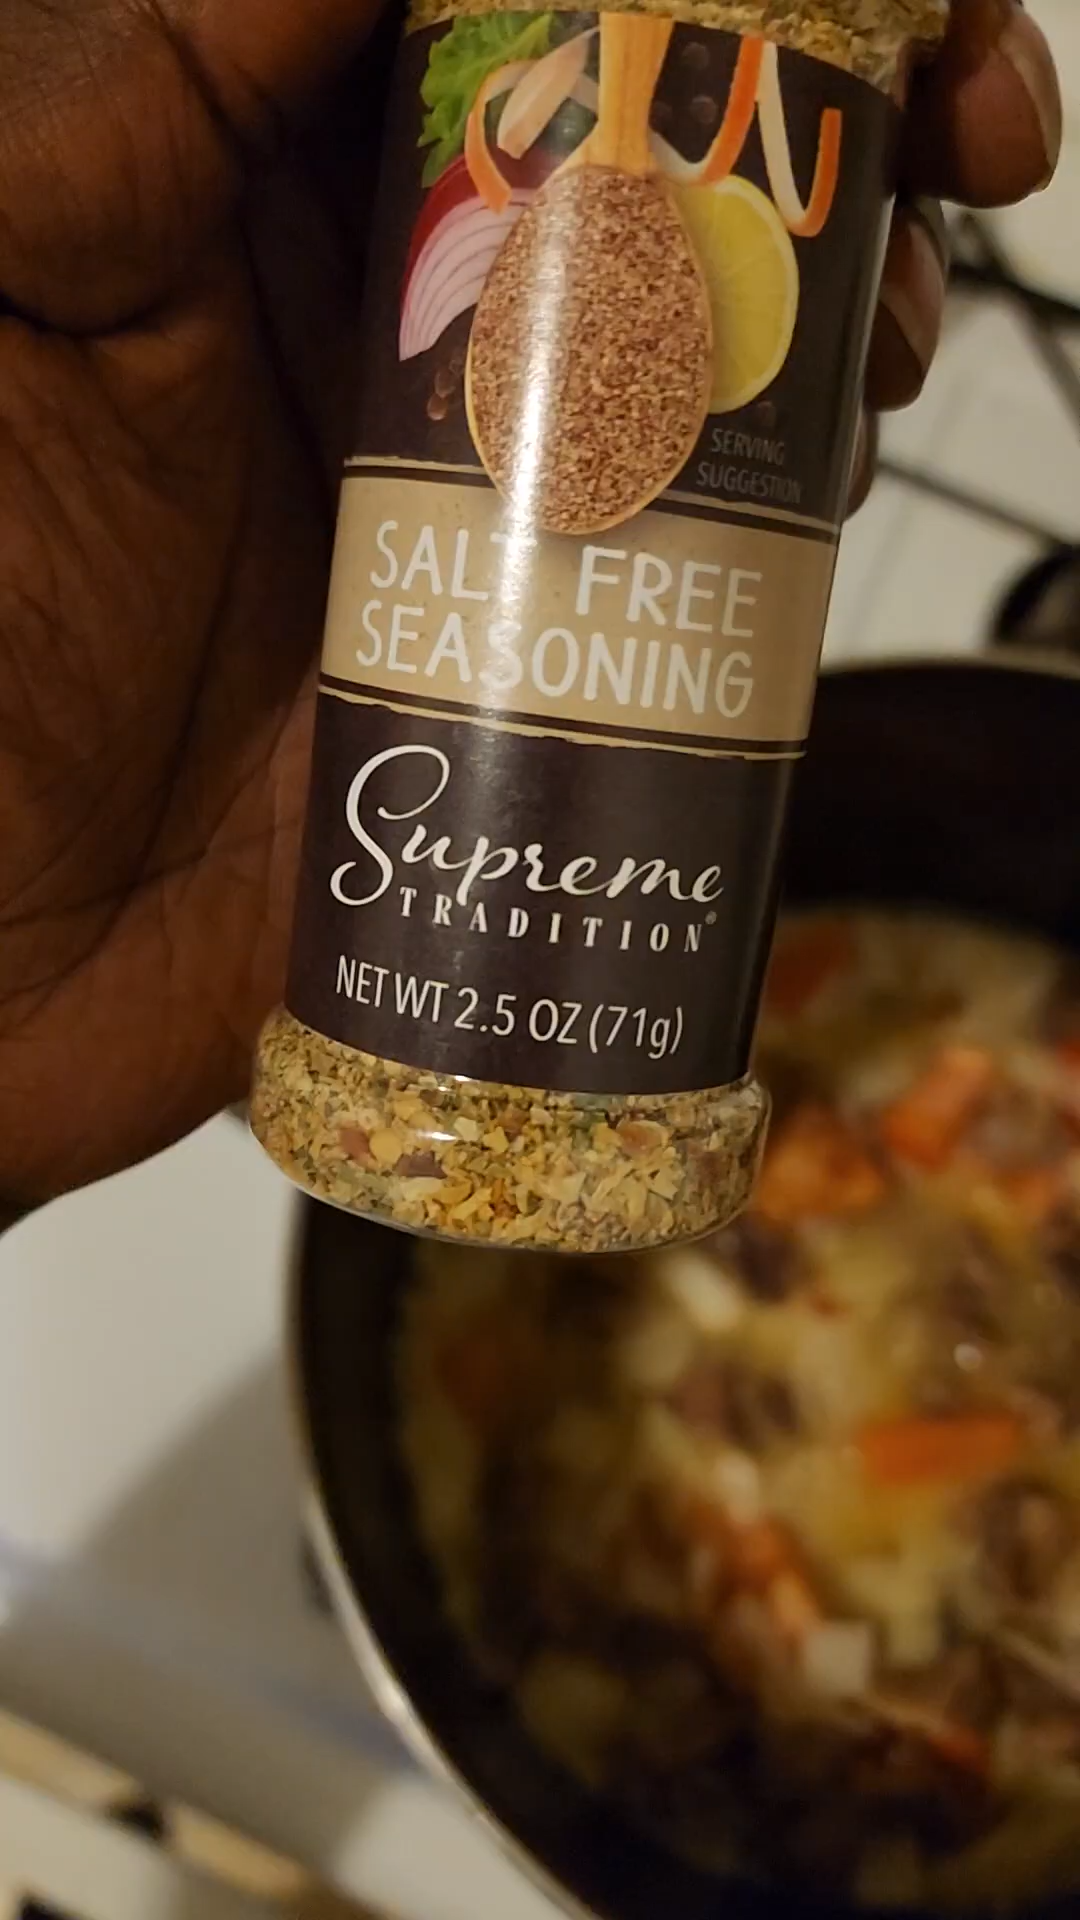 SERVING
SUGGESTION
SALT FREE
SEASONING
Supreme
TRADITION®
NET WT 2.5 OZ (71g)